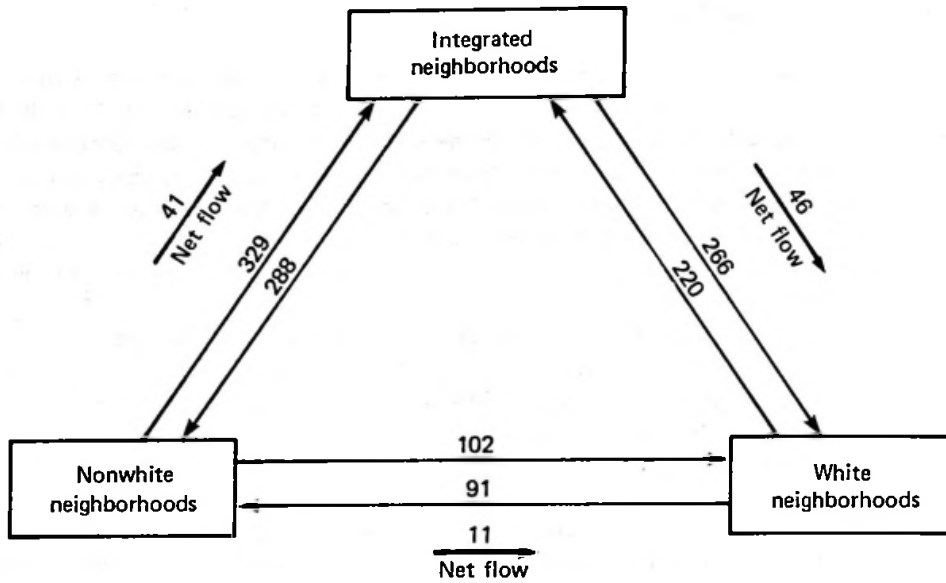 Integrated
neighborhoods
41
Net flow
329
288
46
Net flow
266
220
Nonwhite
neighborhoods
102
91
11
Net flow
White
neighborhoods